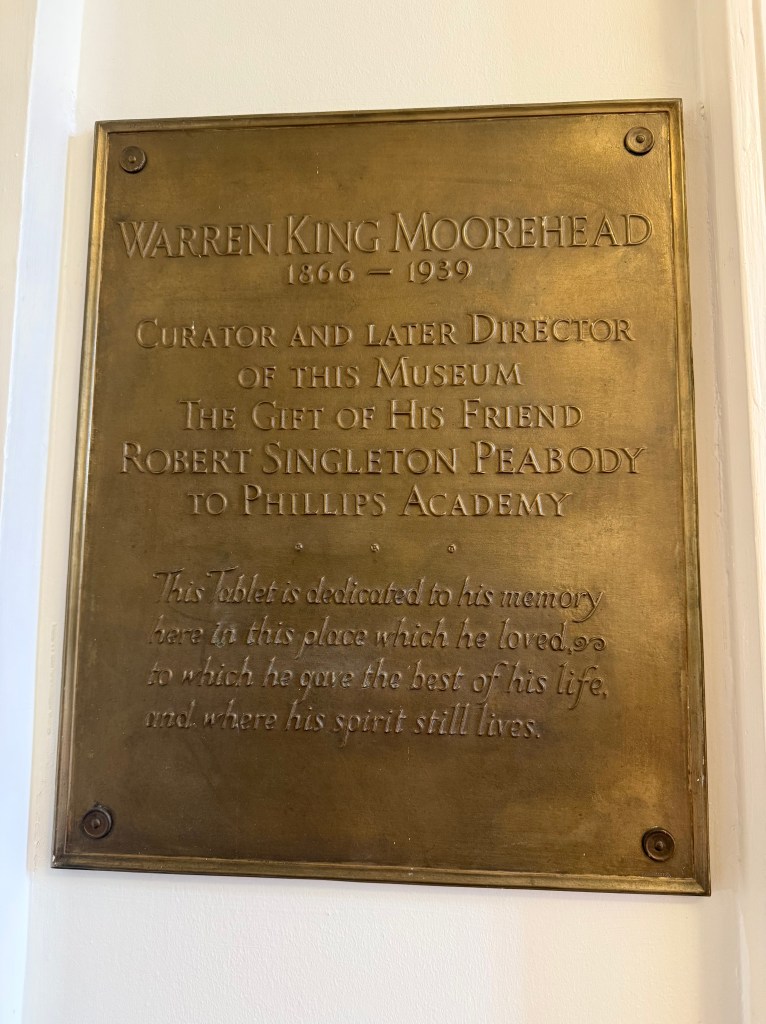 WARREN KING MOOREHEAD
1866 – 1939
CURATOR AND LATER DIRECTOR
OF THIS MUSEUM
THE GIFT OF HIS FRIEND
ROBERT SINGLETON PEABODY
TO PHILLIPS ACADEMY
This Tablet is dedicated to his memory
here in this place which he loved,
to which he gave the best of his life,
and where his spirit still lives.